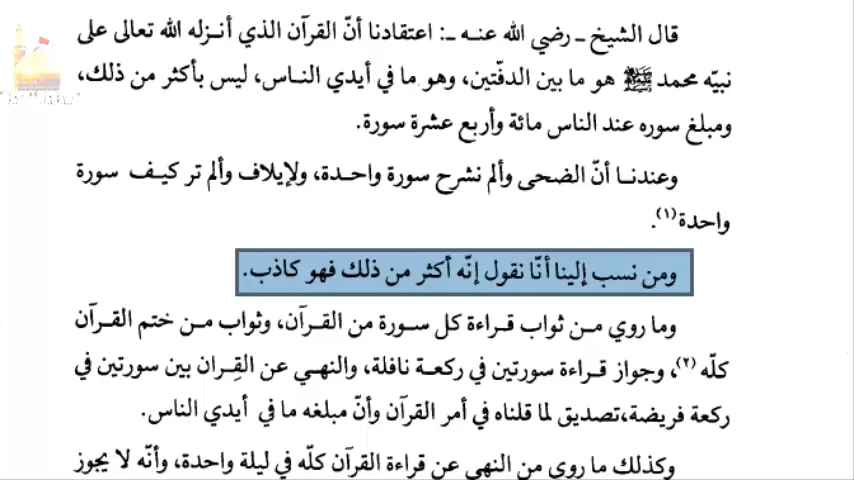 قال الشيخ ـ رضي الله عنـه ـ: اعتقادنا أنّ القرآن الذي أنـزله الله تعالى على
نبيّه محمد ﷺ هو ما بين الدفّتين، وهو ما في أيدي النـاس، ليس بأكثر من ذلك،
ومبلغ سوره عند الناس مائة وأربع عشرة سورة.
وعندنـا أنّ الضحى وألم نشرح سورة واحـدة، ولإيلاف وألم تر كيـف سورة
واحدة(١).
ومن نسب إلينا أنّا نقول إنّه أكثر من ذلك فهو كاذب.
وما روي مـن ثواب قـراءة كل سـورة من القـرآن، وثواب مـن ختم القـرآن
كلّه (٢)، وجواز قـراءة سورتين في ركعـة نافلة، والنهـي عن القِـران بين سورتين في
ركعة فريضة،تصديق لما قلناه في أمر القرآن وأنّ مبلغه ما في أيدي الناس.
وكذلك ما روي من النهي عن قراءة القرآن كلّه في ليلة واحدة، وأنّه لا يجوز